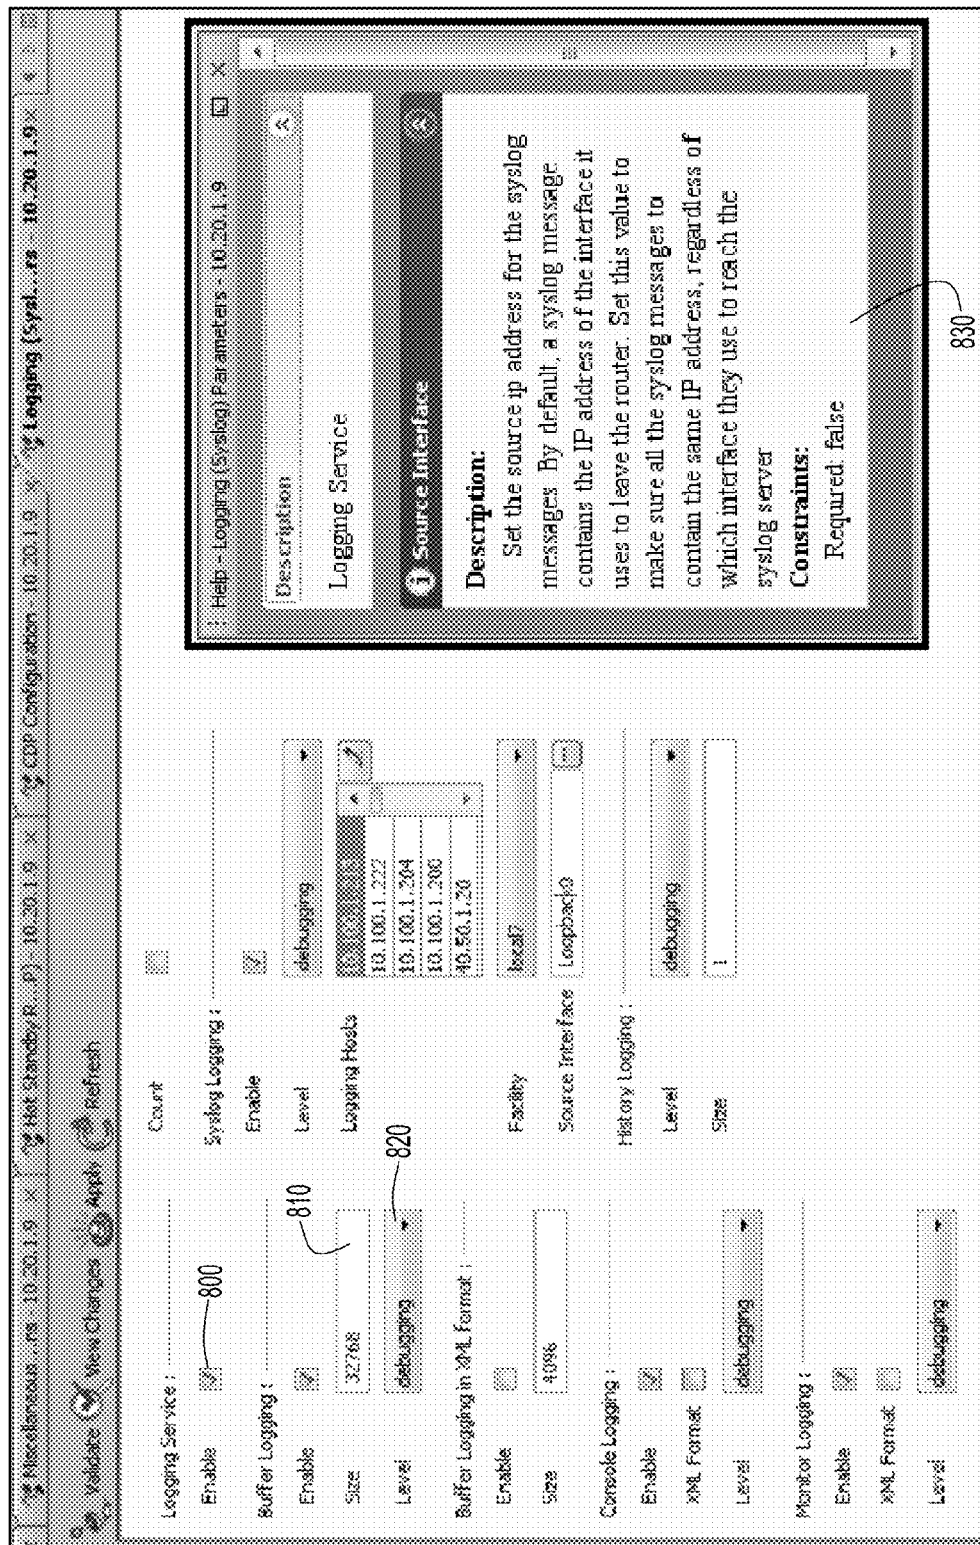 Miscellaneous ...rs 10.20.1.9 × Hot Standby R...P) - 10.20.1.9 × CDP Configuration 10.20.1.9 × Logging (Sysl...rs - 10.20.1.9 ×
Validate View Changes Apply Refresh
Logging Service :
Enable
800
Buffer Logging :
Enable
Size 32768
810
Level debugging
820
Buffer Logging in XML Format :
Enable
Size 4096
Console Logging :
Enable
XML Format
Level debugging
Monitor Logging :
Enable
XML Format
Level debugging
Count
Syslog Logging :
Enable
Level debugging
Logging Hosts
10.100.1.222
10.100.1.204
10.100.1.200
40.50.1.20
Facility local7
Source Interface Loopback0 ...
History Logging :
Level debugging
Size 1
Help - Logging (Syslog) Parameters - 10.20.1.9
Description
Logging Service
Source Interface
Description:
Set the source ip address for the syslog
messages. By default, a syslog message
contains the IP address of the interface it
uses to leave the router. Set this value to
make sure all the syslog messages to
contain the same IP address, regardless of
which interface they use to reach the
syslog server
Constraints:
Required: false
830